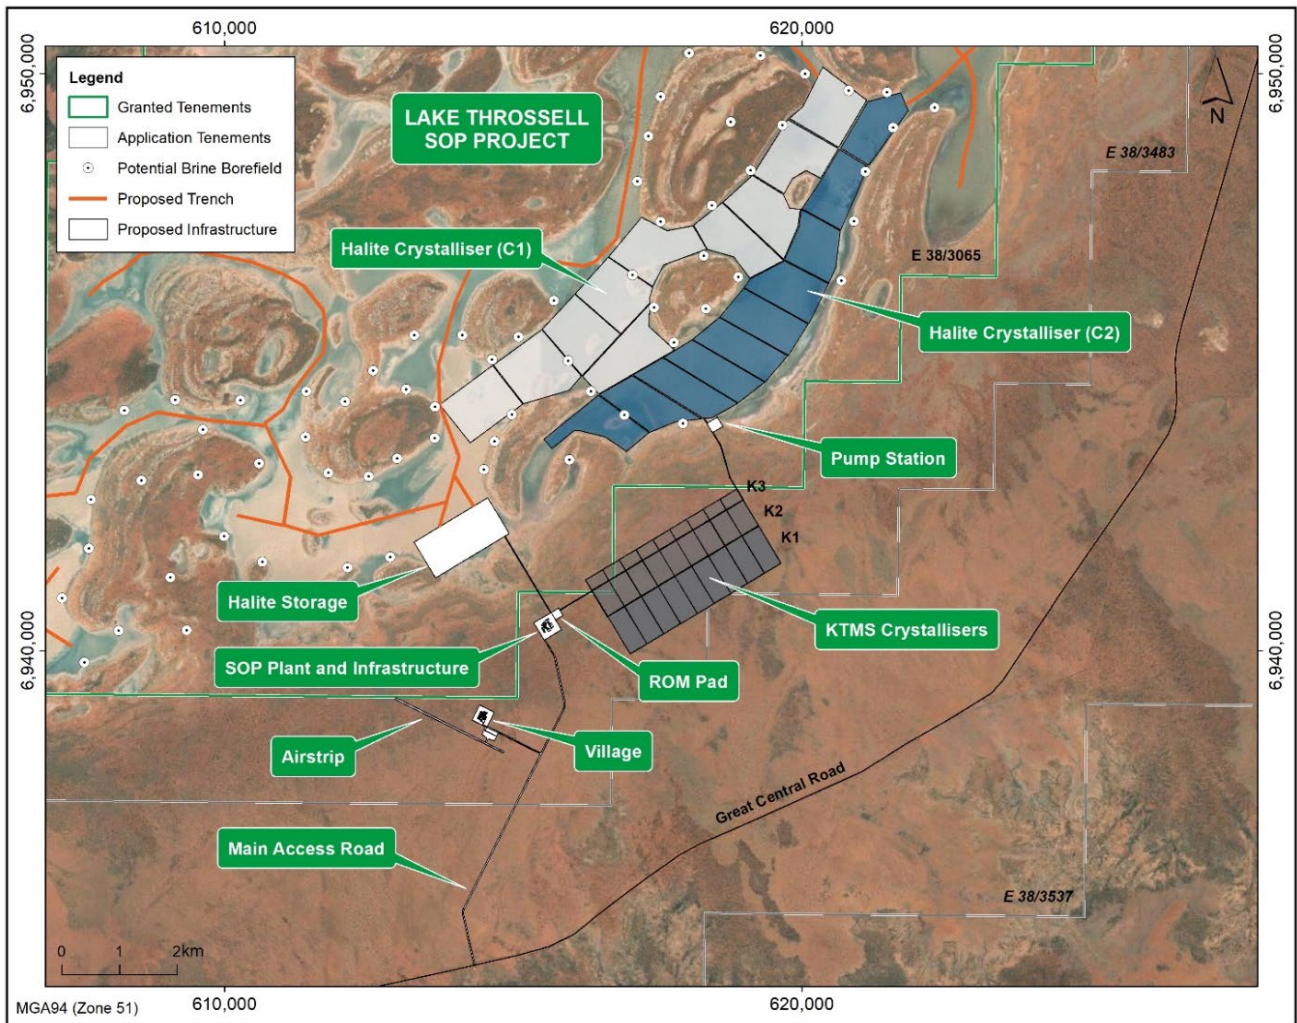 610,000
620,000
6,950,000
6,950,000
Legend
Granted Tenements
Application Tenements
Potential Brine Borefield
Proposed Trench
Proposed Infrastructure
LAKE THROSSELL
SOP PROJECT
N
E 38/3483
Halite Crystalliser (C1)
E 38/3065
Halite Crystalliser (C2)
Pump Station
K3
K2
K1
Halite Storage
KTMS Crystallisers
SOP Plant and Infrastructure
ROM Pad
6,940,000
6,940,000
Airstrip
Village
Great Central Road
Main Access Road
E 38/3537
0 1 2km
610,000
620,000
MGA94 (Zone 51)